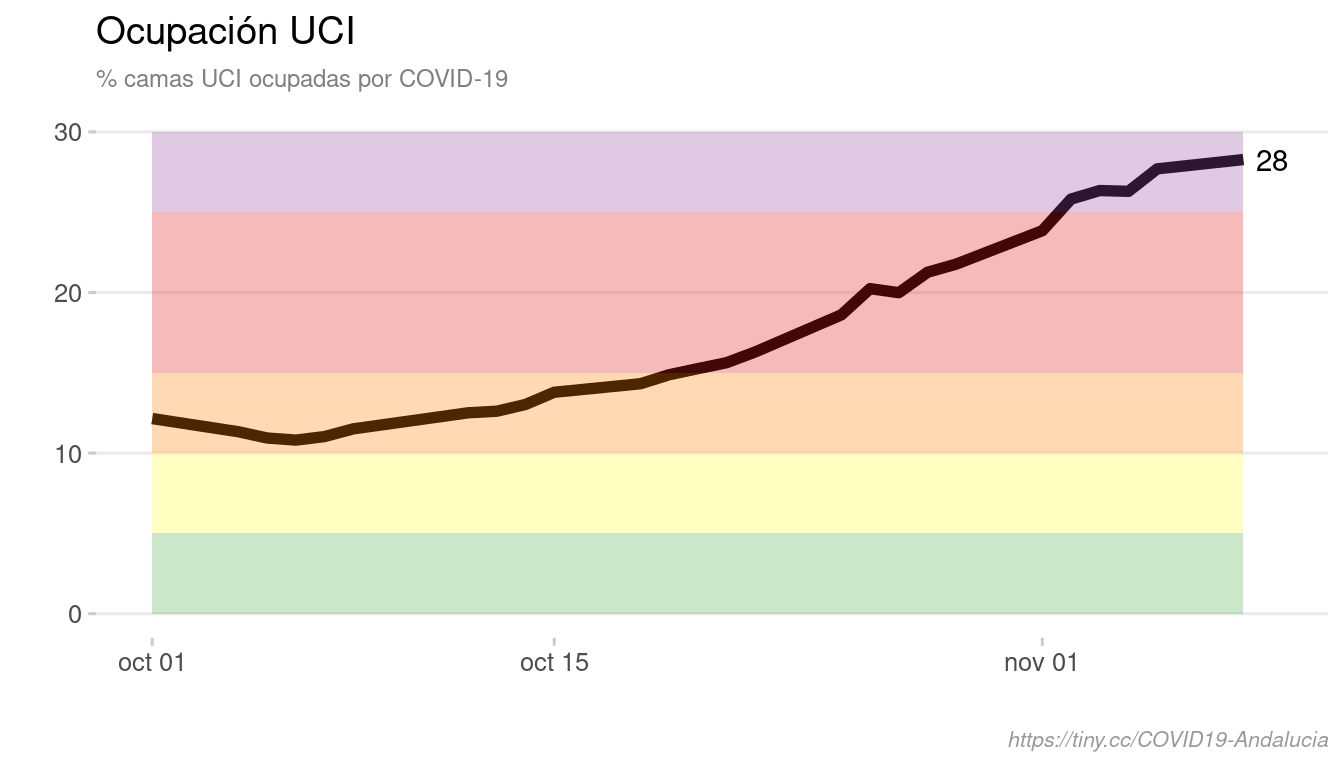 Ocupación UCI
% camas UCI ocupadas por COVID-19
30
28
20
10
0
oct 01
oct 15
nov 01
https://tiny.cc/COVID19-Andalucia